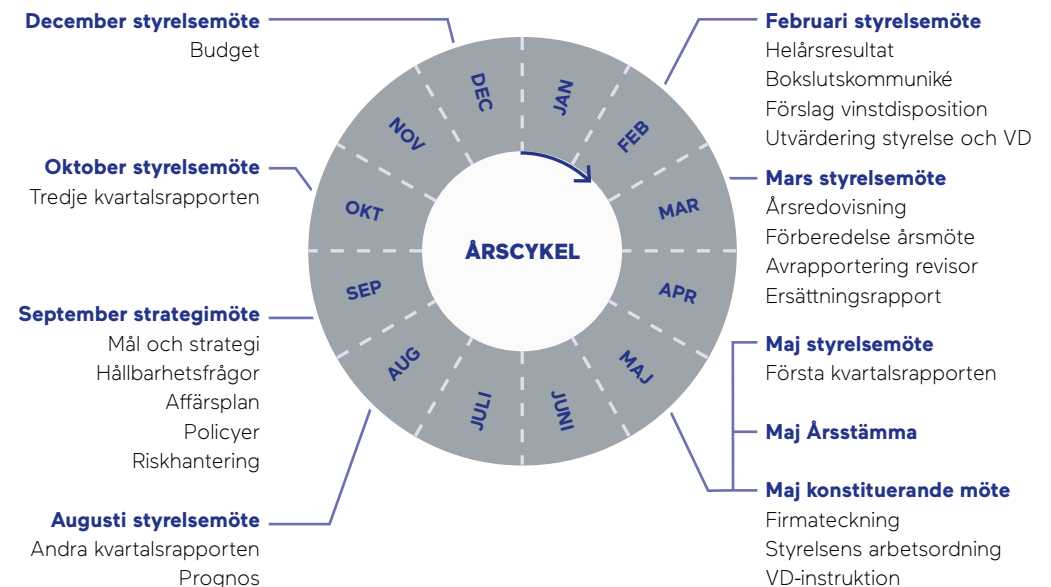 December styrelsemöte
Budget
Oktober styrelsemöte
Tredje kvartalsrapporten
September strategimöte
Mål och strategi
Hållbarhetsfrågor
Affärsplan
Policyer
Riskhantering
Augusti styrelsemöte
Andra kvartalsrapporten
Prognos
JAN
FEB
MAR
APR
MAJ
JUNI
JULI
AUG
SEP
OKT
NOV
DEC
ÅRSCYKEL
Februari styrelsemöte
Helårsresultat
Bokslutskommuniké
Förslag vinstdisposition
Utvärdering styrelse och VD
Mars styrelsemöte
Årsredovisning
Förberedelse årsmöte
Avrapportering revisor
Ersättningsrapport
Maj styrelsemöte
Första kvartalsrapporten
Maj Årsstämma
Maj konstituerande möte
Firmateckning
Styrelsens arbetsordning
VD-instruktion